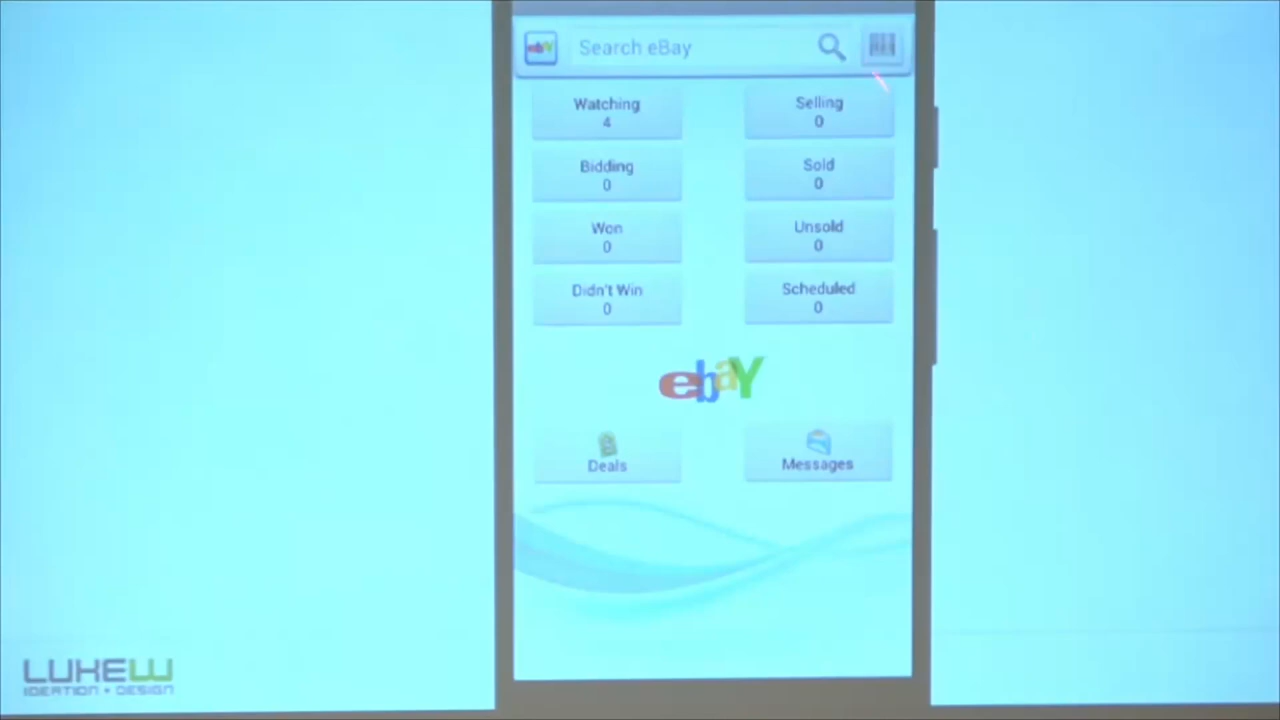 ebay
Search eBay
Watching
4
Selling
0
Bidding
0
Sold
0
Won
0
Unsold
0
Didn't Win
0
Scheduled
0
ebaY
Deals
Messages
LUKEW
IDEATION + DESIGN